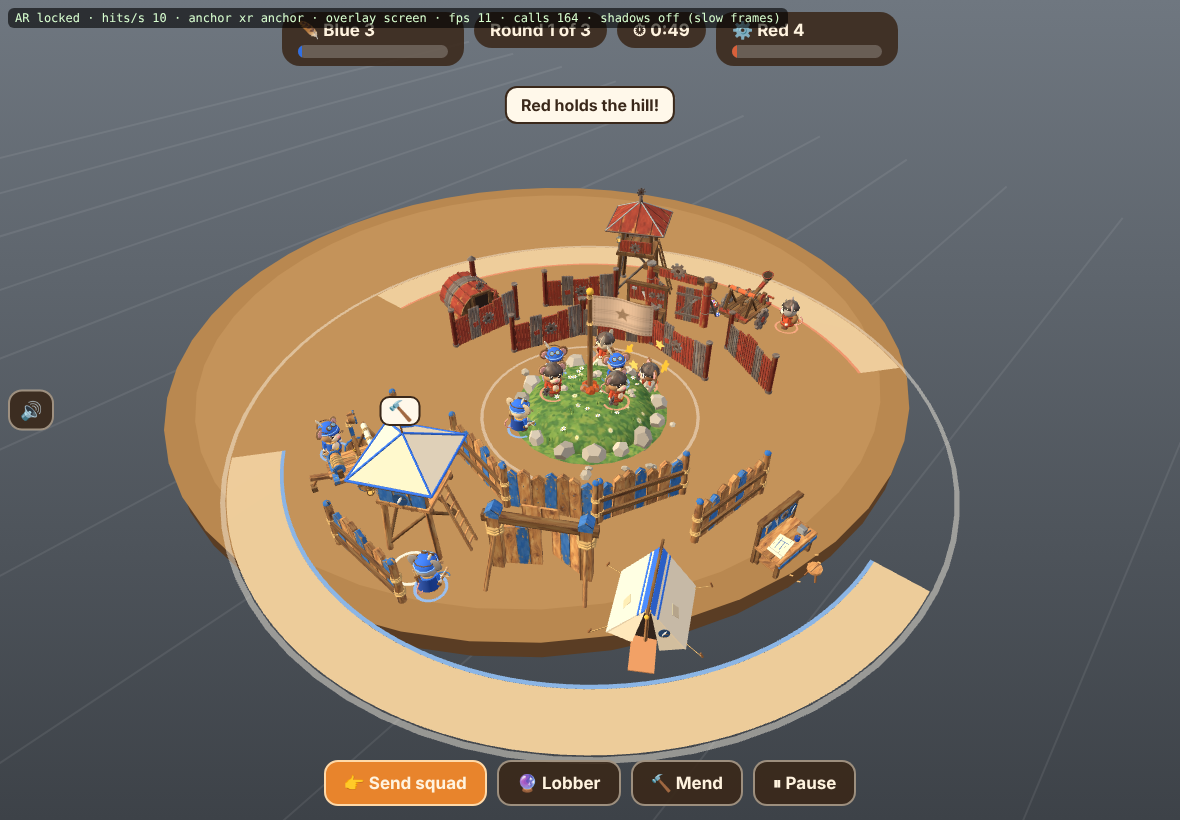 AR locked · hits/s 10 · anchor xr anchor · overlay screen · fps 11 · calls 164 · shadows off (slow frames)
Blue 3
Round 1 of 3
0:49
Red 4
Red holds the hill!
Send squad
Lobber
Mend
Pause